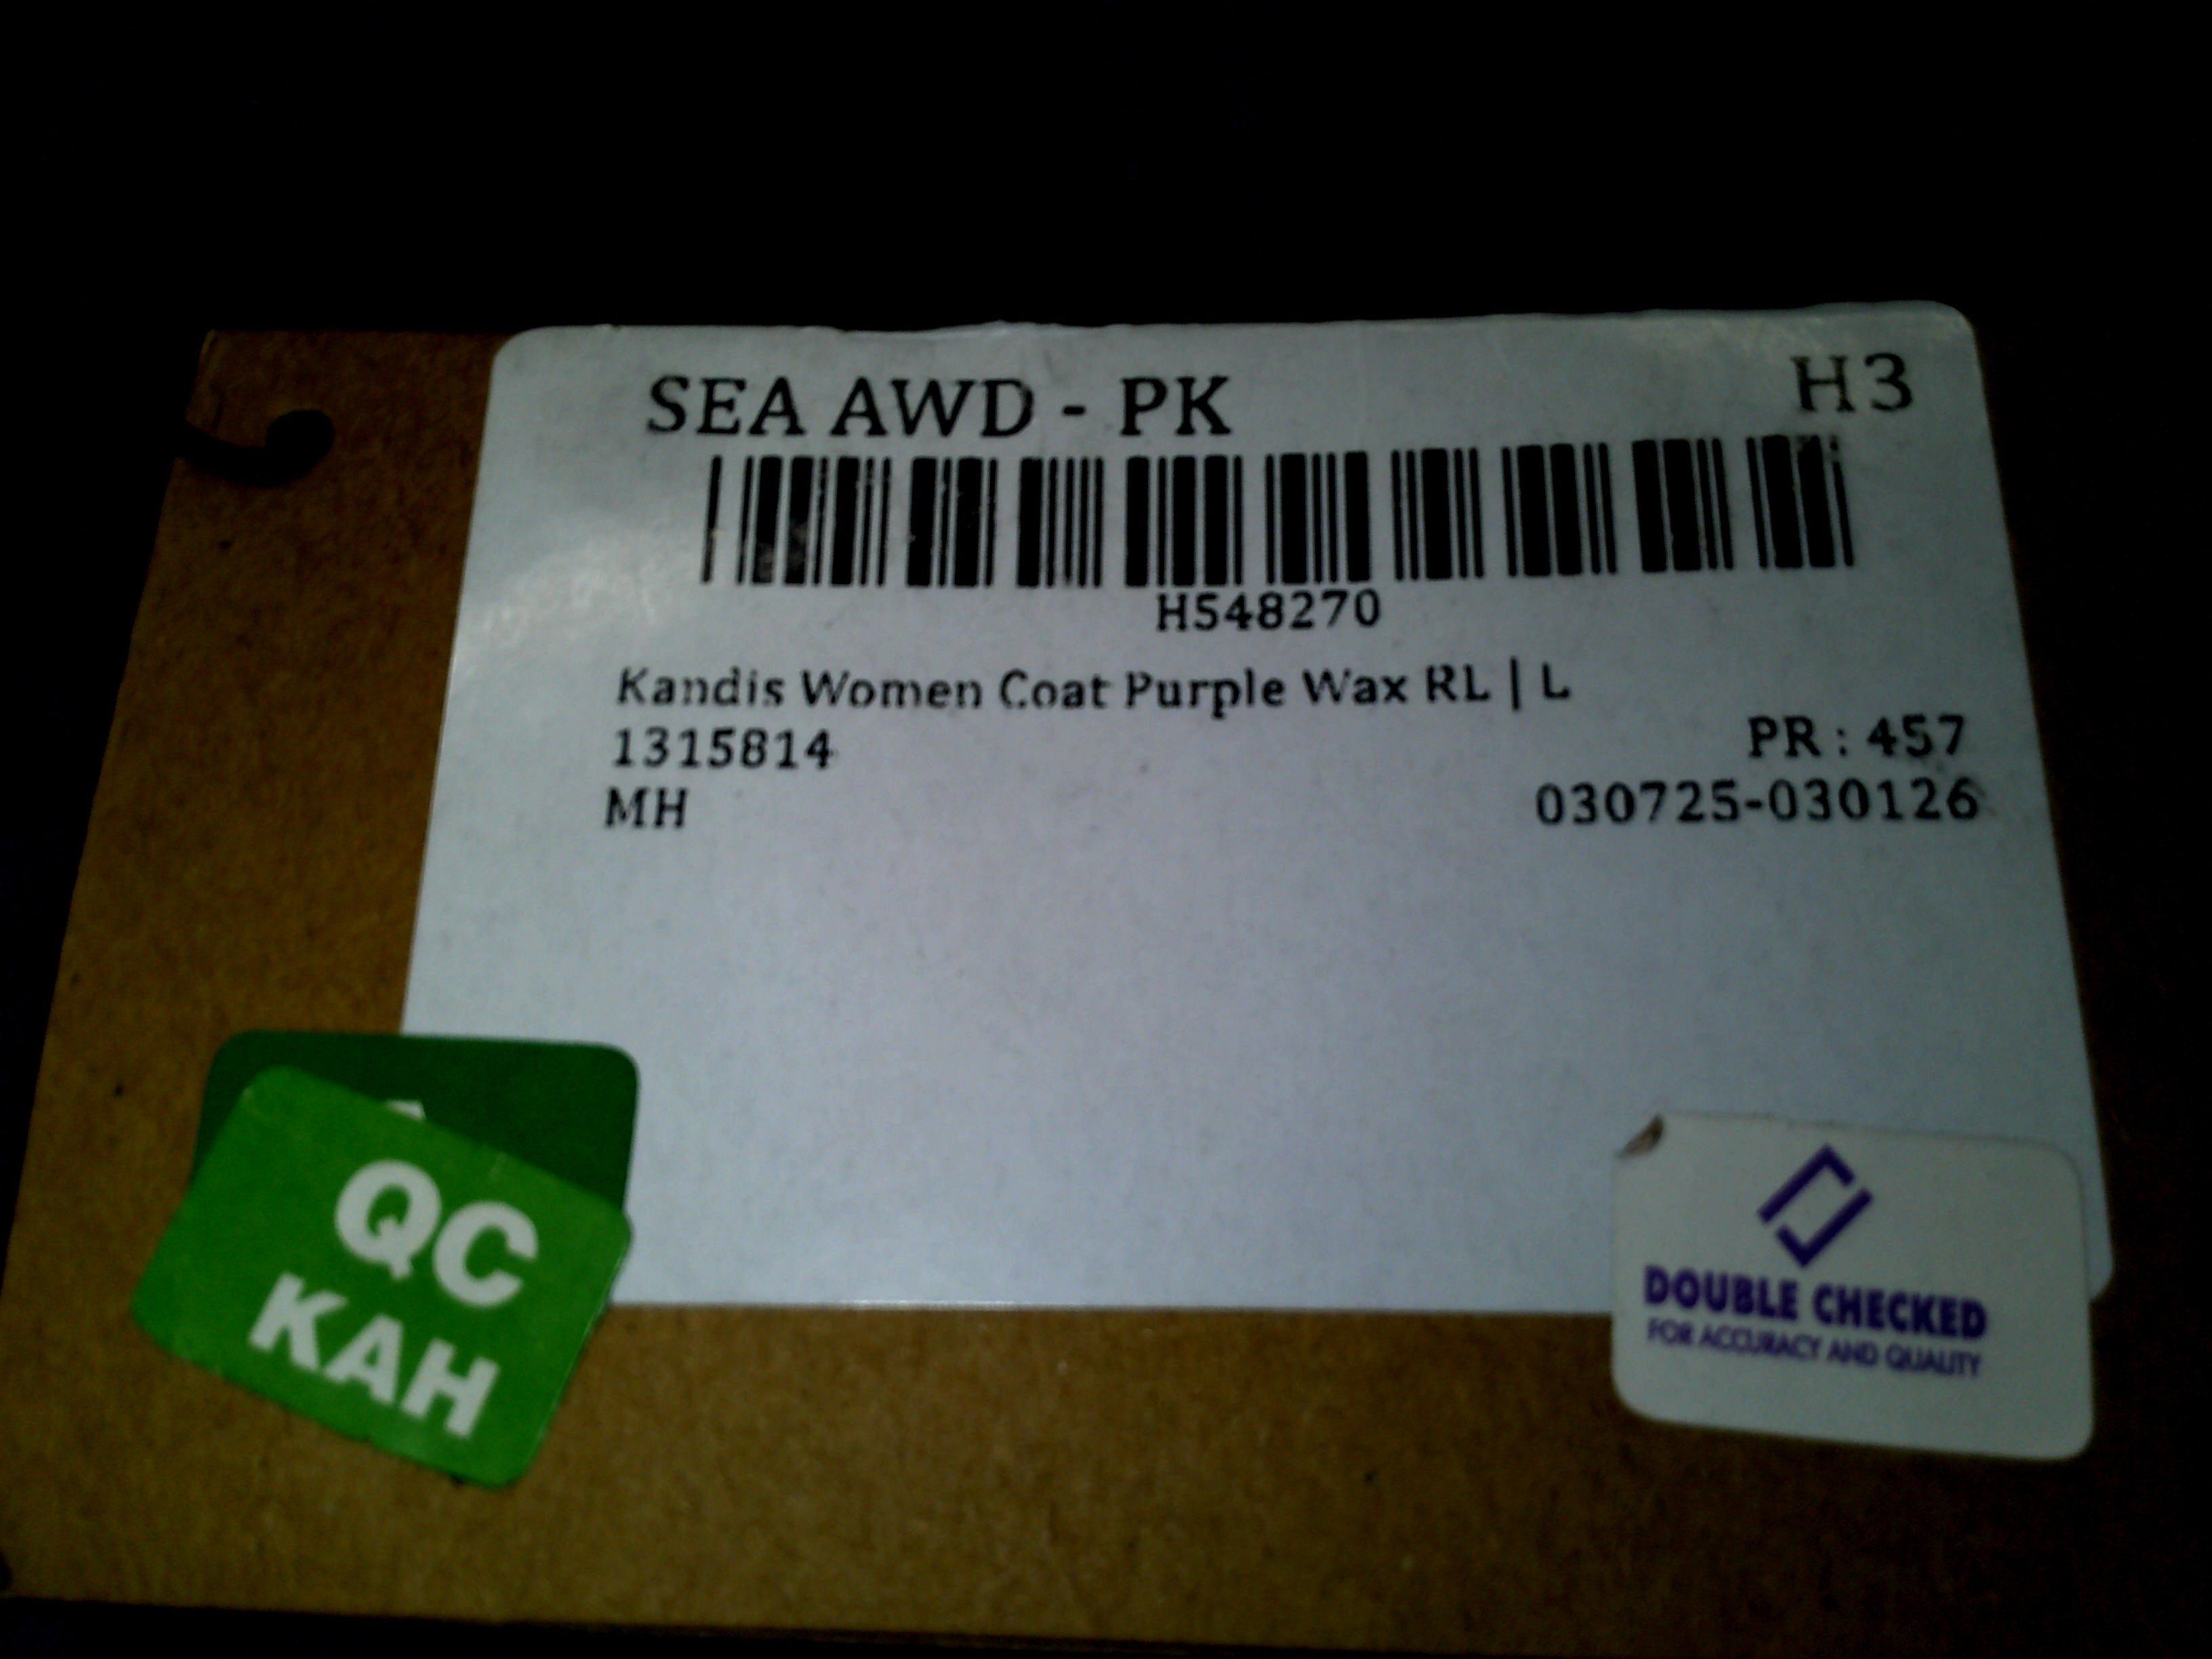 SEA AWD - PK
H3
H548270
Kandis Women Coat Purple Wax RL | L
1315814
PR : 457
MH
030725-030126
QC
KAH
DOUBLE CHECKED
FOR ACCURACY AND QUALITY